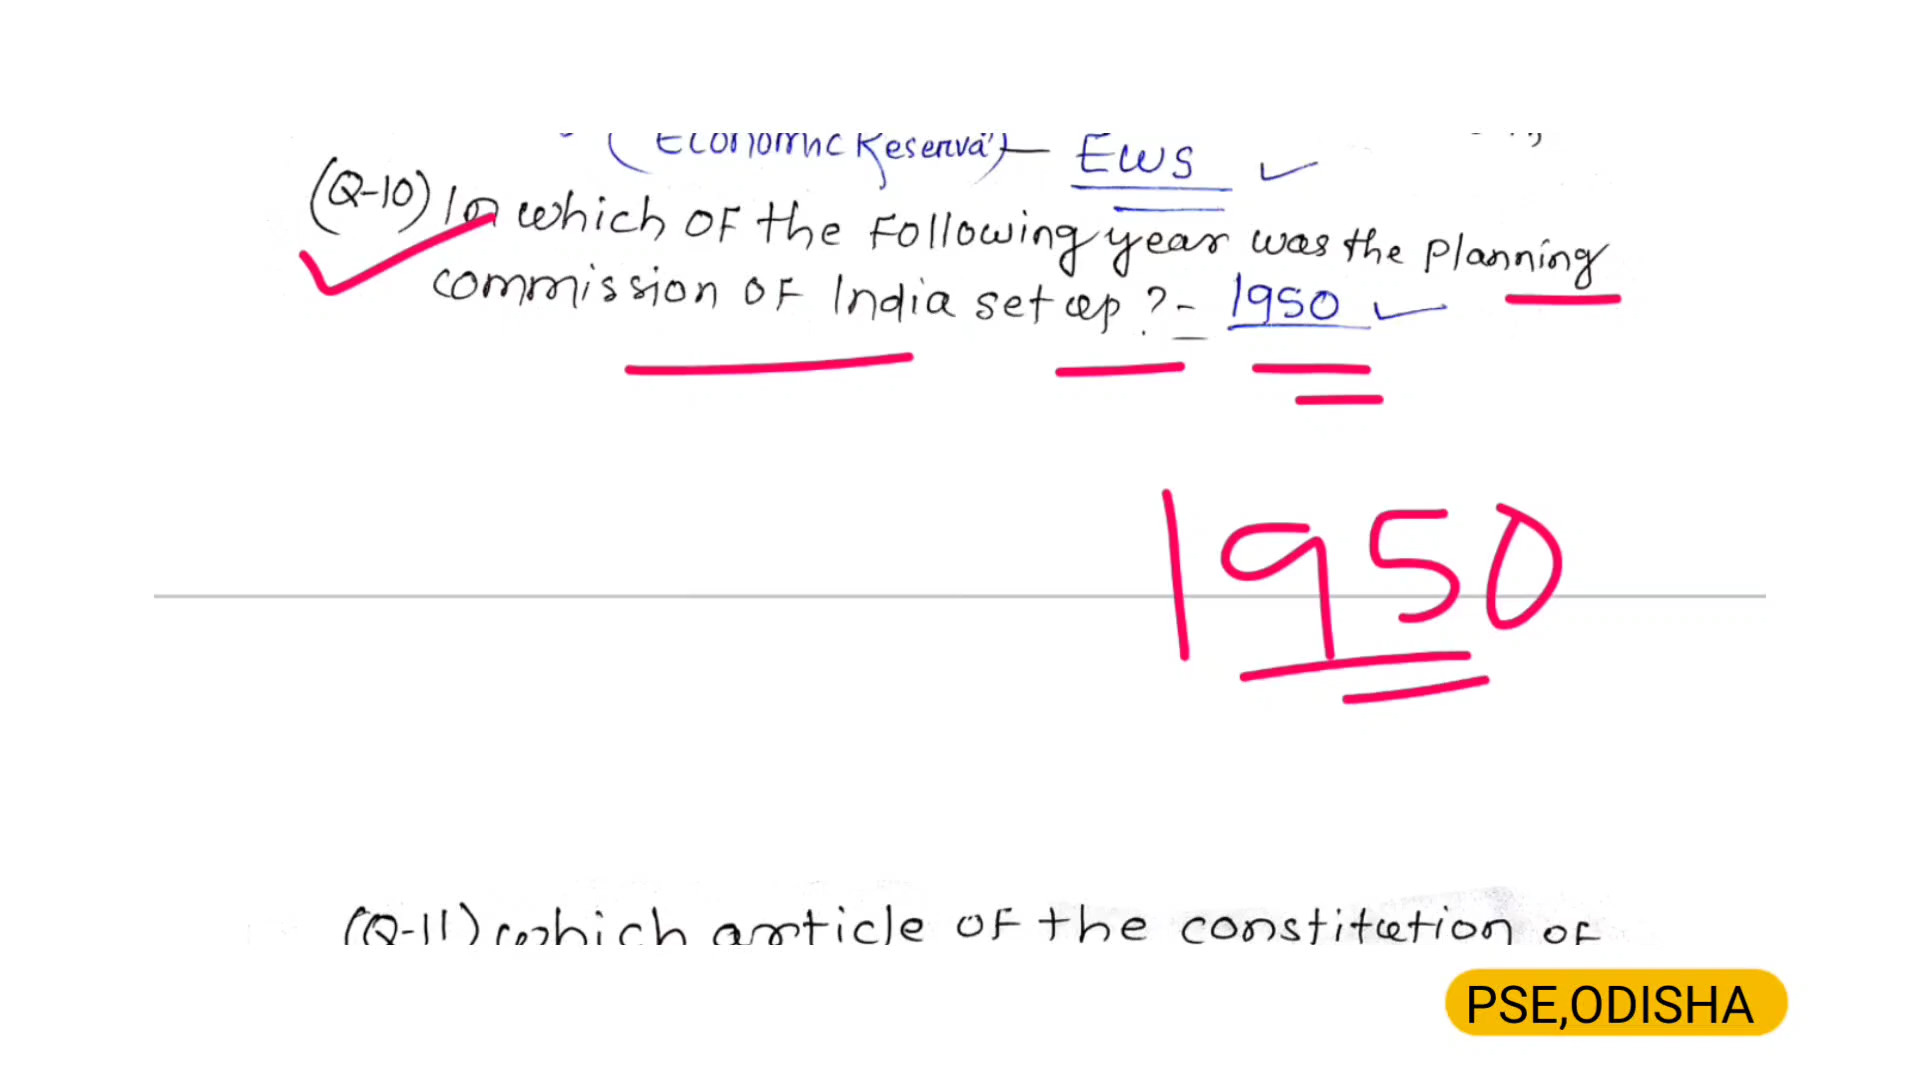 (Economic Reserva')— EWS
(Q-10) In which of the following year was the planning
commission of India set up? - 1950
1950
(Q-11) which article of the constitution of
PSE,ODISHA